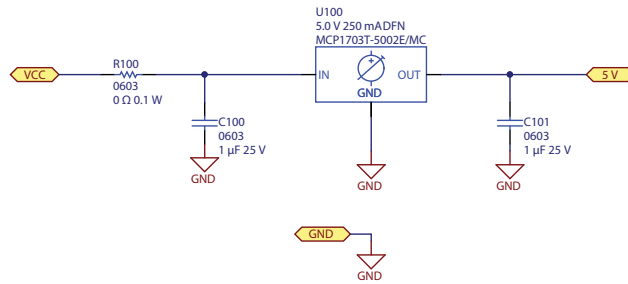 U100
5.0 V 250 mADFN
MCP1703T-5002E/MC
VCC
R100
0603
0 Ω 0.1 W
IN
OUT
GND
5 V
C100
0603
1 µF 25 V
GND
GND
C101
0603
1 µF 25 V
GND
GND
GND